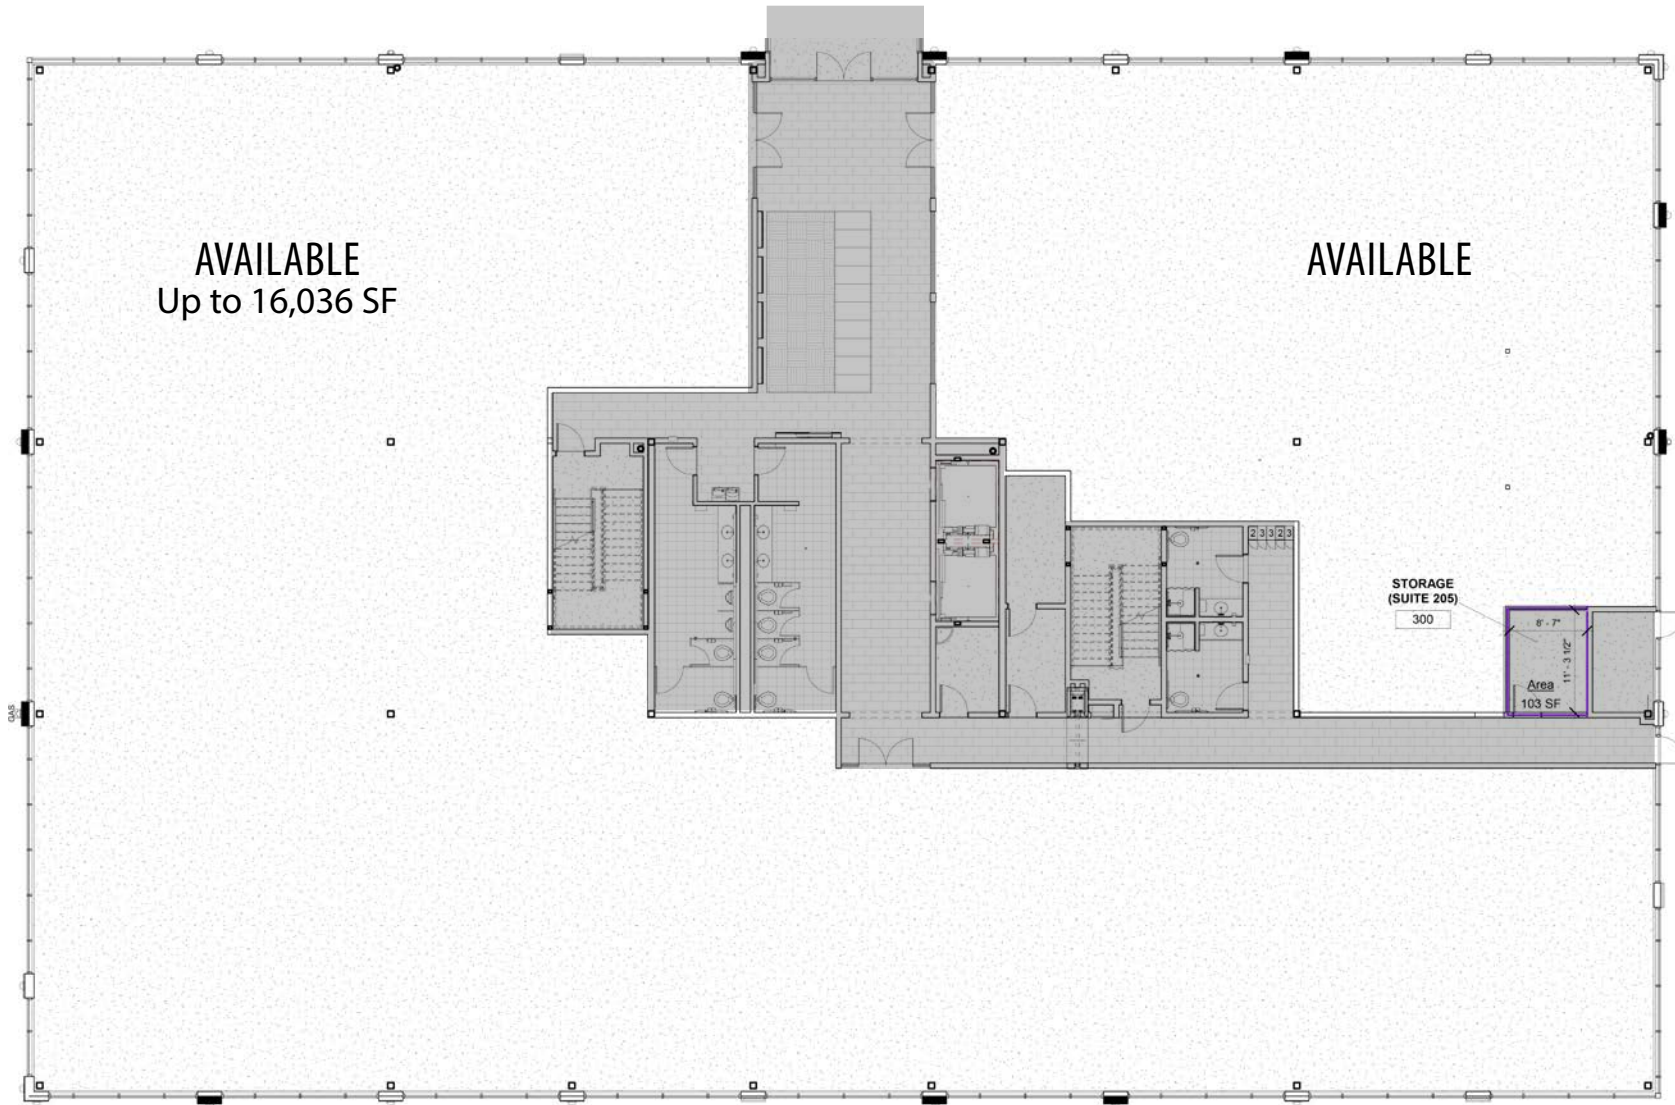 AVAILABLE
Up to 16,036 SF
AVAILABLE
2 3 3 2 3
STORAGE
(SUITE 205)
300
8' - 7"
11' - 3 1/2"
Area
103 SF
GAS